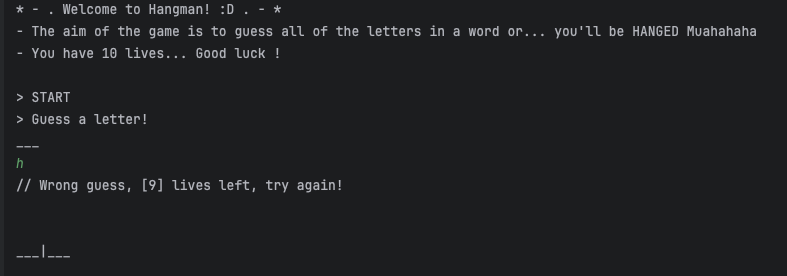 * - . Welcome to Hangman! :D . - *
- The aim of the game is to guess all of the letters in a word or... you'll be HANGED Muahahaha
- You have 10 lives... Good luck !
> START
> Guess a letter!
___
h
// Wrong guess, [9] lives left, try again!
___|___